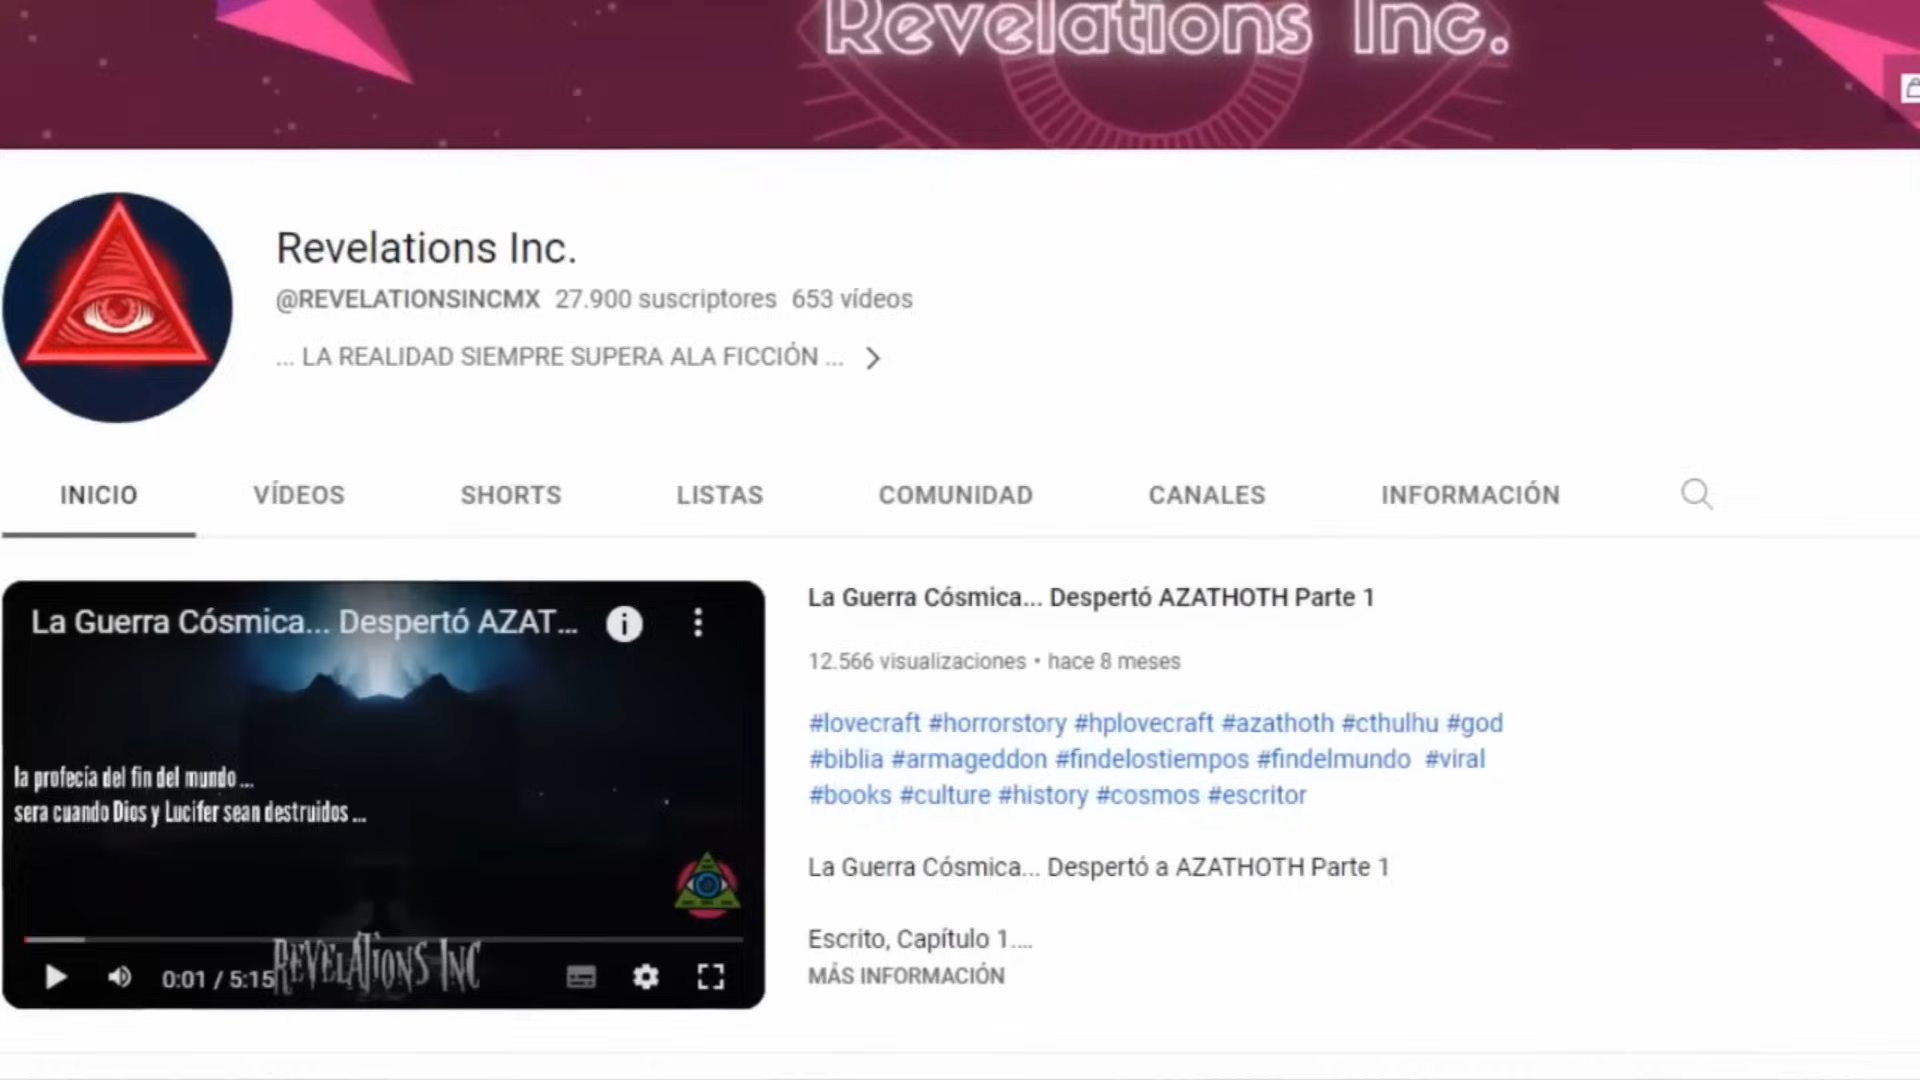 Revelations Inc.
Revelations Inc.
@REVELATIONSINCMX 27.900 suscriptores 653 vídeos
... LA REALIDAD SIEMPRE SUPERA ALA FICCIÓN ...
INICIO VÍDEOS SHORTS LISTAS COMUNIDAD CANALES INFORMACIÓN
La Guerra Cósmica... Despertó AZAT...
la profecía del fin del mundo ...
sera cuando Dios y Lucifer sean destruidos ...
REVELATIONS INC
0:01 / 5:15
La Guerra Cósmica... Despertó AZATHOTH Parte 1
12.566 visualizaciones • hace 8 meses
#lovecraft #horrorstory #hplovecraft #azathoth #cthulhu #god
#biblia #armageddon #findelostiempos #findelmundo #viral
#books #culture #history #cosmos #escritor
La Guerra Cósmica... Despertó a AZATHOTH Parte 1
Escrito, Capítulo 1....
MÁS INFORMACIÓN